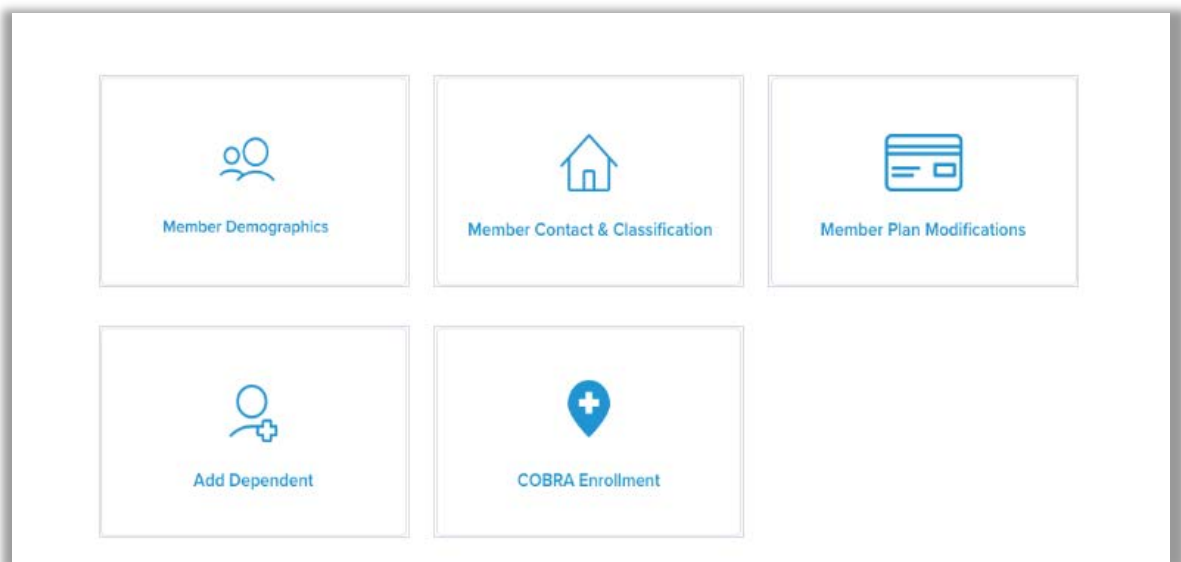 Member Demographics
Member Contact & Classification
Member Plan Modifications
Add Dependent
COBRA Enrollment